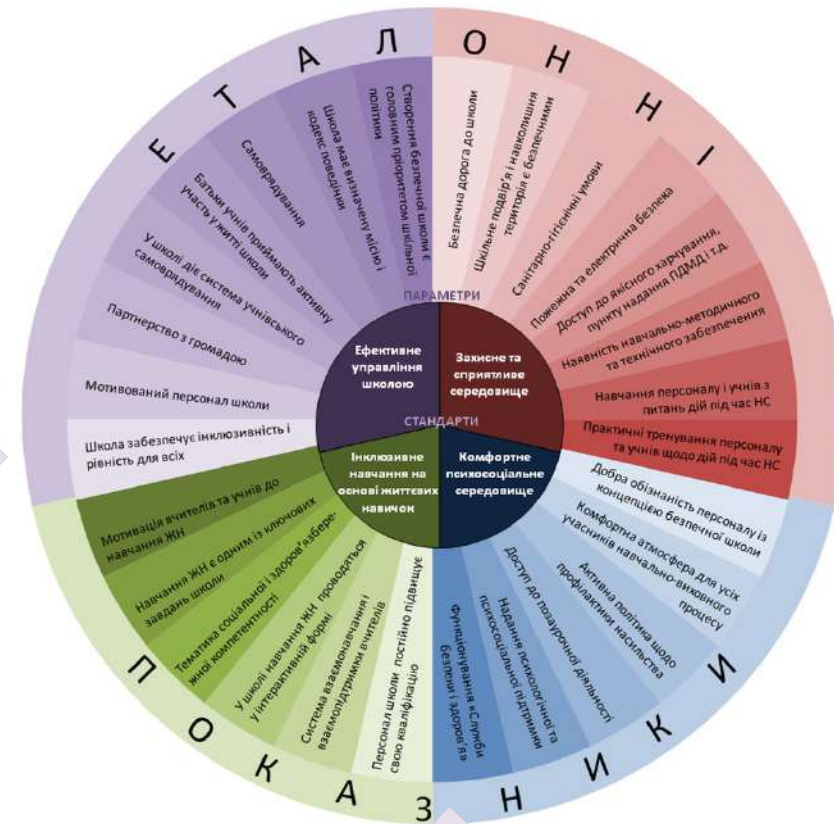 ЕТАЛОННІ
ПОКАЗНИКИ
ПАРАМЕТРИ
СТАНДАРТИ
Ефективне
управління
школою
Захисне та
сприятливе
середовище
Інклюзивне
навчання на
основі життєвих
навичок
Комфортне
психосоціальне
середовище
Створення безпечної школи є
головним пріоритетом шкільної
політики
Школа має визначену місію і
кодекс поведінки
Самоврядування
Батьки учнів приймають активну
участь у житті школи
У школі діє система учнівського
самоврядування
Партнерство з громадою
Мотивований персонал школи
Школа забезпечує інклюзивність і
рівність для всіх
Безпечна дорога до школи
Шкільне подвір'я і навколишня
територія є безпечними
Санітарно-гігієнічні умови
Пожежна та електрична безпека
Доступ до якісного харчування,
пункту надання ПДМД і т.д.
Наявність навчально-методичного
та технічного забезпечення
Навчання персоналу і учнів з
питань дій під час НС
Практичні тренування персоналу
та учнів щодо дій під час НС
Добра обізнаність персоналу із
концепцією безпечної школи
Комфортна атмосфера для усіх
учасників навчально-виховного
процесу
Активна політика щодо
профілактики насильства
Доступ до позаурочної діяльності
Надання психологічної та
психосоціальної підтримки
Функціонування «Служби
безпеки і здоров'я»
Мотивація вчителів та учнів до
навчання ЖН
Навчання ЖН є одним із ключових
завдань школи
Тематика соціальної і здоров'язбере-
жної компетентності
У школі навчання ЖН проводяться
у інтерактивній формі
Система взаємонавчання і
взаємопідтримки вчителів
Персонал школи постійно підвищує
свою кваліфікацію